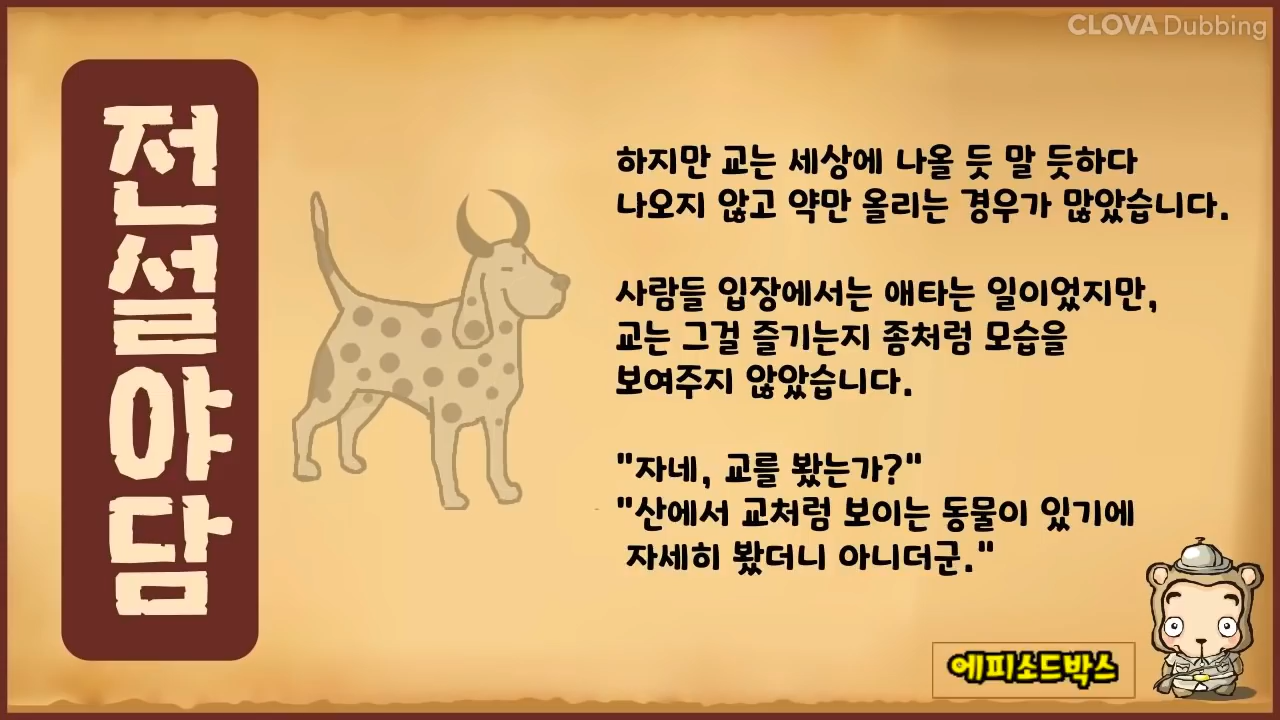 CLOVA Dubbing
전설야담
하지만 교는 세상에 나올 듯 말 듯하다
나오지 않고 약만 올리는 경우가 많았습니다.
사람들 입장에서는 애타는 일이었지만,
교는 그걸 즐기는지 좀처럼 모습을
보여주지 않았습니다.
"자네, 교를 봤는가?"
"산에서 교처럼 보이는 동물이 있기에
자세히 봤더니 아니더군."
에피소드박스